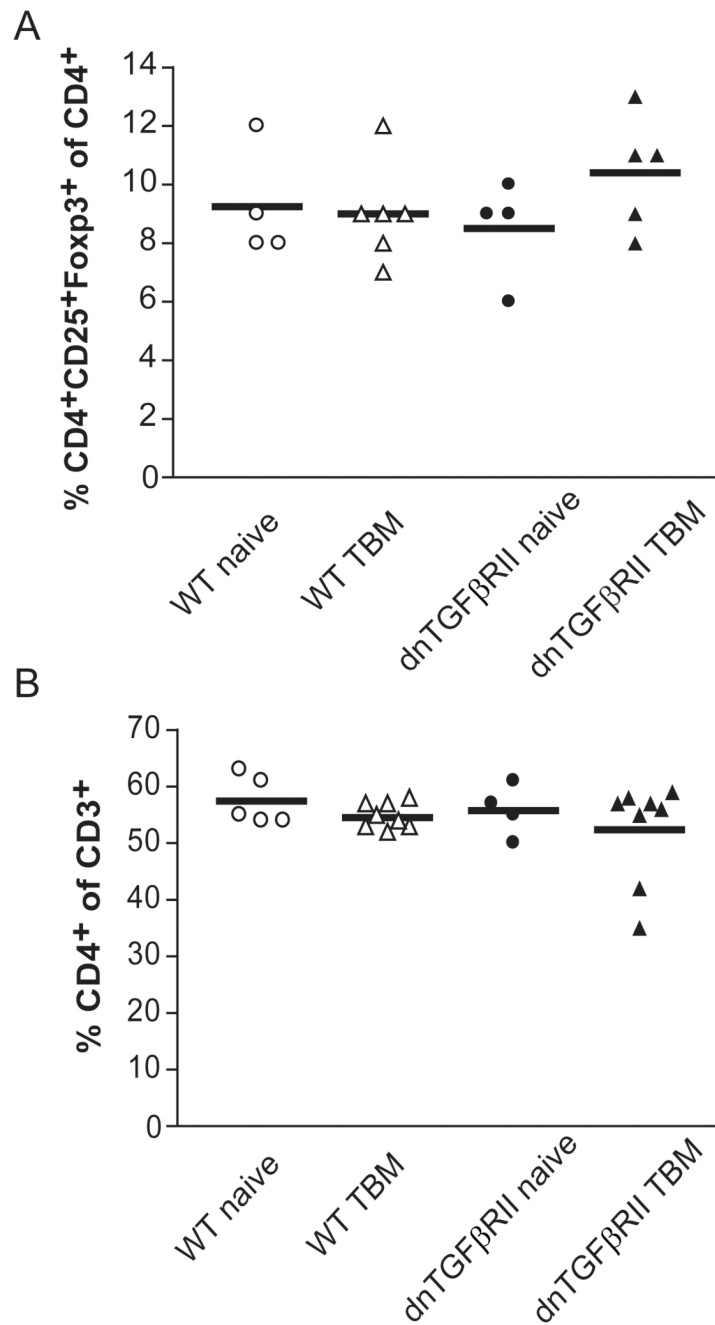 A
% CD4⁺CD25⁺Foxp3⁺ of CD4⁺
14
12
10
8
6
4
2
0
WT naive
WT TBM
dnTGFβRII naive
dnTGFβRII TBM
B
% CD4⁺ of CD3⁺
70
60
50
40
30
20
10
0
WT naive
WT TBM
dnTGFβRII naive
dnTGFβRII TBM